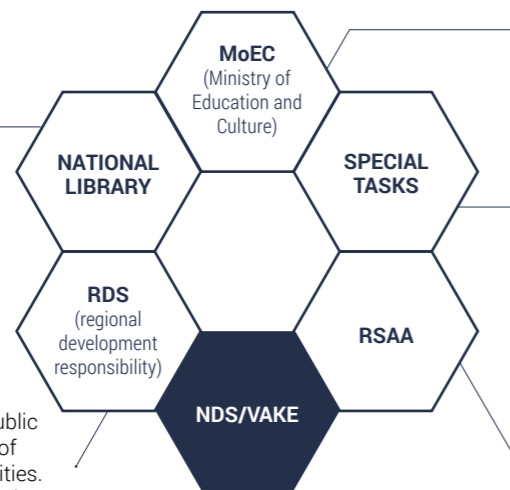 MoEC
(Ministry of
Education and
Culture)
NATIONAL
LIBRARY
SPECIAL
TASKS
RDS
(regional
development
responsibility)
RSAA
NDS/VAKE
ublic
of
ities.